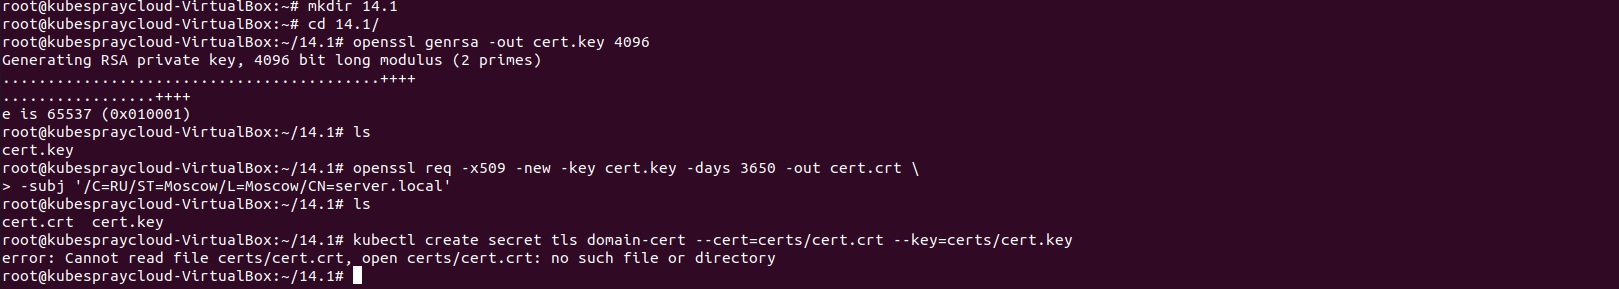 root@kubespraycloud-VirtualBox:~# mkdir 14.1
root@kubespraycloud-VirtualBox:~# cd 14.1/
root@kubespraycloud-VirtualBox:~/14.1# openssl genrsa -out cert.key 4096
Generating RSA private key, 4096 bit long modulus (2 primes)
..........................................++++
.................++++
e is 65537 (0x010001)
root@kubespraycloud-VirtualBox:~/14.1# ls
cert.key
root@kubespraycloud-VirtualBox:~/14.1# openssl req -x509 -new -key cert.key -days 3650 -out cert.crt \
> -subj '/C=RU/ST=Moscow/L=Moscow/CN=server.local'
root@kubespraycloud-VirtualBox:~/14.1# ls
cert.crt  cert.key
root@kubespraycloud-VirtualBox:~/14.1# kubectl create secret tls domain-cert --cert=certs/cert.crt --key=certs/cert.key
error: Cannot read file certs/cert.crt, open certs/cert.crt: no such file or directory
root@kubespraycloud-VirtualBox:~/14.1#